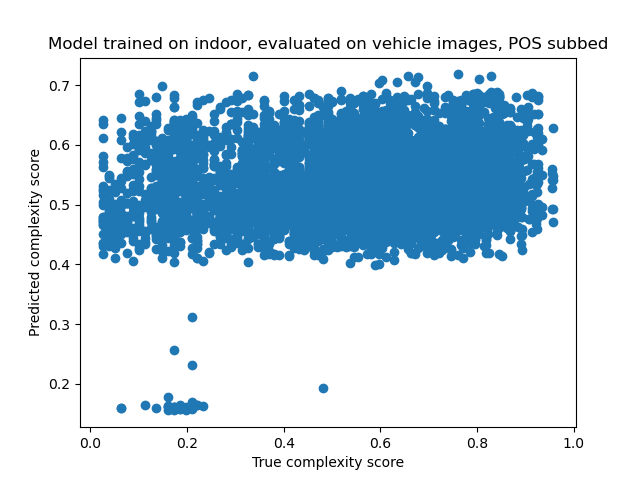 Model trained on indoor, evaluated on vehicle images, POS subbed
0.7
0.6
0.5
0.4
0.3
0.2
Predicted complexity score
0.0 0.2 0.4 0.6 0.8 1.0
True complexity score